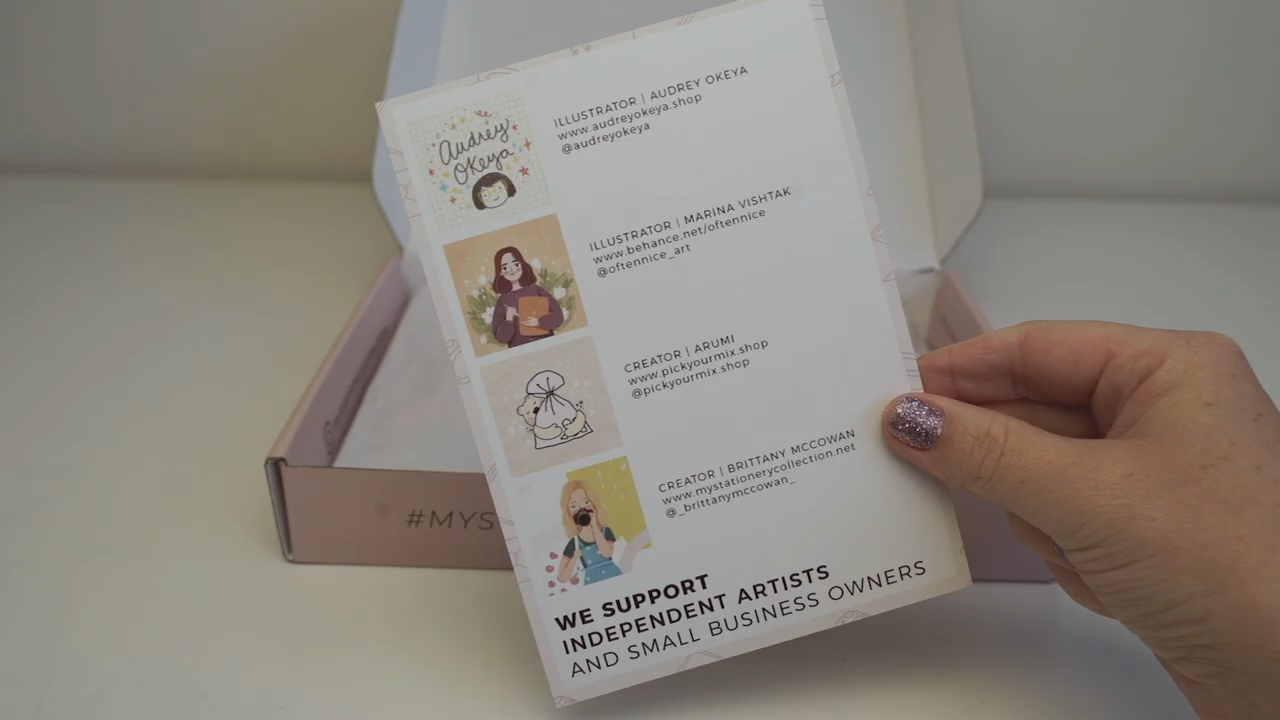 Audrey
Okeya
ILLUSTRATOR | AUDREY OKEYA
www.audreyokeya.shop
@audreyokeya
ILLUSTRATOR | MARINA VISHTAK
www.behance.net/oftennice
@oftennice_art
CREATOR | ARUMI
www.pickyourmix.shop
@pickyourmix.shop
CREATOR | BRITTANY MCCOWAN
www.mystationerycollection.net
@_brittanymccowan_
WE SUPPORT
INDEPENDENT ARTISTS
AND SMALL BUSINESS OWNERS
#MYS